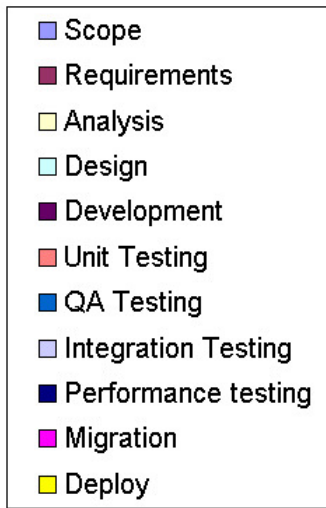 Scope
Requirements
Analysis
Design
Development
Unit Testing
QA Testing
Integration Testing
Performance testing
Migration
Deploy